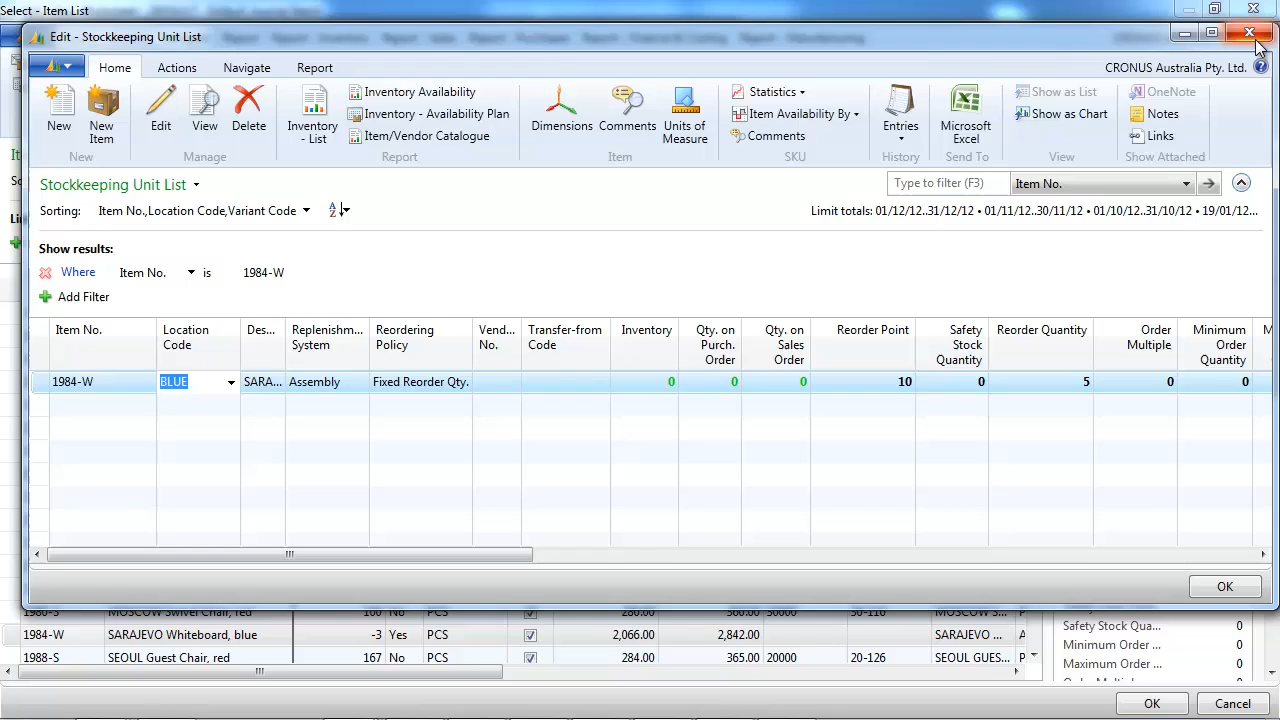 Select - Item List
Edit - Stockkeeping Unit List
Home
Actions
Navigate
Report
CRONUS Australia Pty. Ltd.
New
New Item
Edit
View
Delete
Inventory - List
Inventory Availability
Inventory - Availability Plan
Item/Vendor Catalogue
Dimensions
Comments
Units of Measure
Statistics
Item Availability By
Comments
Entries
Microsoft Excel
Show as List
Show as Chart
OneNote
Notes
Links
New
Manage
Report
Item
SKU
History
Send To
View
Show Attached
Stockkeeping Unit List
Type to filter (F3)
Item No.
Sorting:
Item No.,Location Code,Variant Code
Limit totals: 01/12/12..31/12/12 • 01/11/12..30/11/12 • 01/10/12..31/10/12 • 19/01/12...
Show results:
Where
Item No.
is
1984-W
Add Filter
Item No.
Location Code
Des...
Replenishm... System
Reordering Policy
Vend... No.
Transfer-from Code
Inventory
Qty. on Purch. Order
Qty. on Sales Order
Reorder Point
Safety Stock Quantity
Reorder Quantity
Order Multiple
Minimum Order Quantity
1984-W BLUE SARA... Assembly Fixed Reorder Qty. 0 0 0 10 0 5 0 0
OK
1984-W SARAJEVO Whiteboard, blue -3 Yes PCS 2,066.00 2,842.00 SARAJEVO ... A
1988-S SEOUL Guest Chair, red 167 No PCS 284.00 365.00 20000 20-126 SEOUL GUES... P
Safety Stock Qua... 0
Minimum Order ... 0
Maximum Order ... 0
OK
Cancel